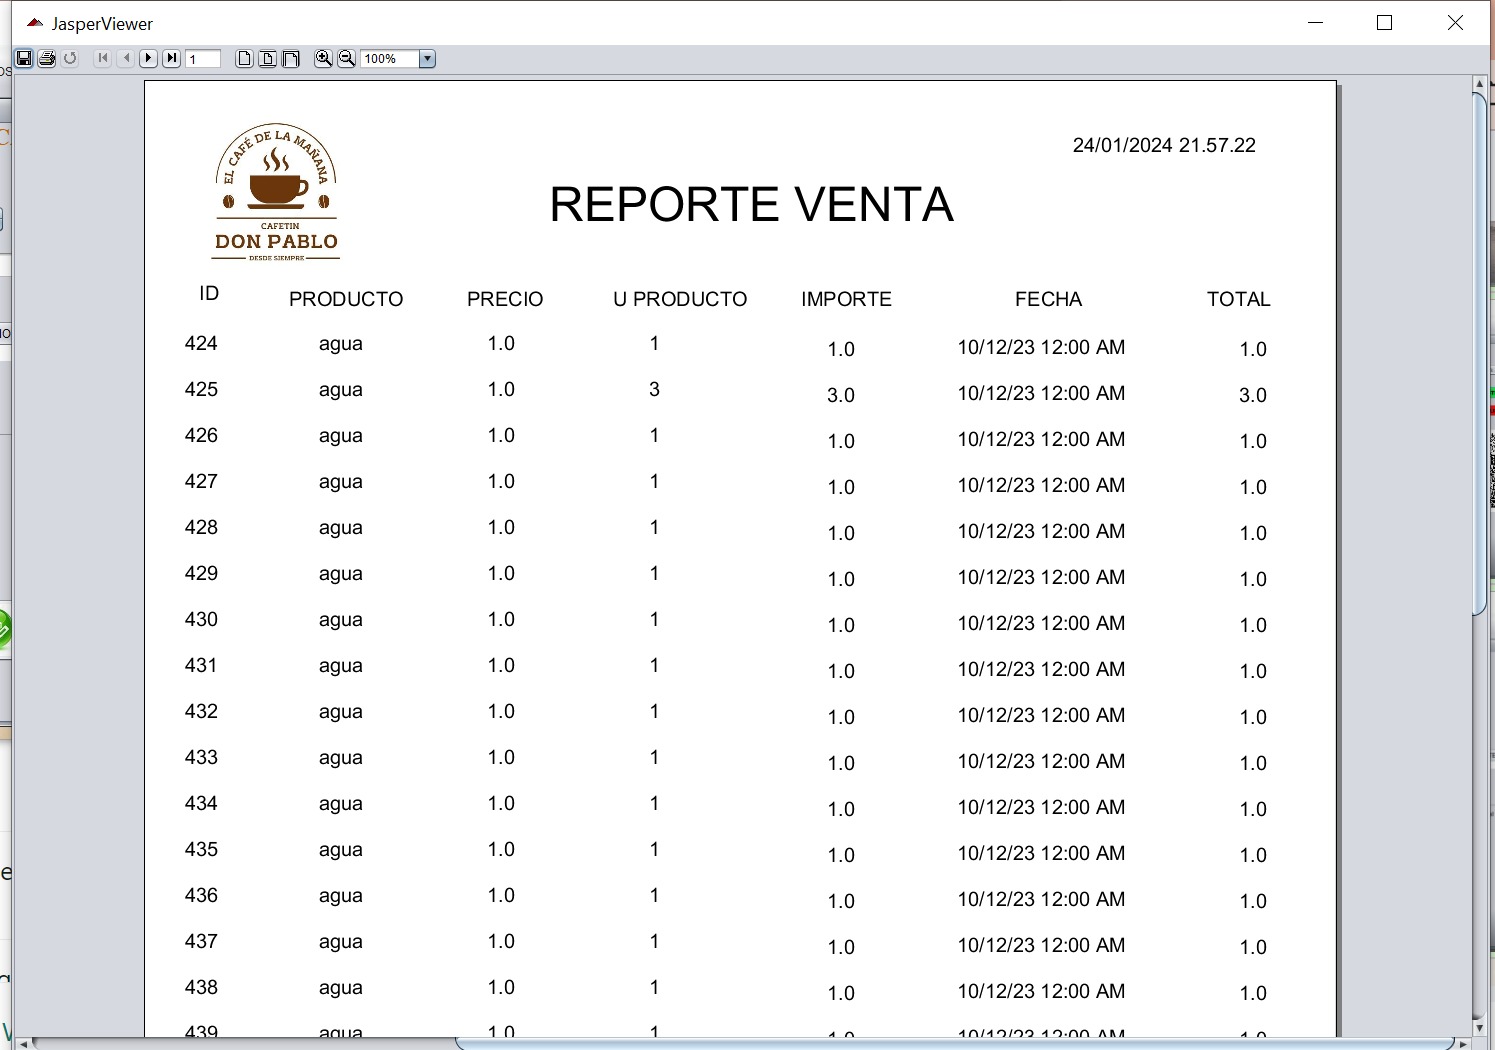 JasperViewer
1
100%
24/01/2024 21.57.22
EL CAFÉ DE LA MAÑANA
CAFETIN
DON PABLO
DESDE SIEMPRE
REPORTE VENTA
ID PRODUCTO PRECIO U PRODUCTO IMPORTE FECHA TOTAL
424 agua 1.0 1 1.0 10/12/23 12:00 AM 1.0
425 agua 1.0 3 3.0 10/12/23 12:00 AM 3.0
426 agua 1.0 1 1.0 10/12/23 12:00 AM 1.0
427 agua 1.0 1 1.0 10/12/23 12:00 AM 1.0
428 agua 1.0 1 1.0 10/12/23 12:00 AM 1.0
429 agua 1.0 1 1.0 10/12/23 12:00 AM 1.0
430 agua 1.0 1 1.0 10/12/23 12:00 AM 1.0
431 agua 1.0 1 1.0 10/12/23 12:00 AM 1.0
432 agua 1.0 1 1.0 10/12/23 12:00 AM 1.0
433 agua 1.0 1 1.0 10/12/23 12:00 AM 1.0
434 agua 1.0 1 1.0 10/12/23 12:00 AM 1.0
435 agua 1.0 1 1.0 10/12/23 12:00 AM 1.0
436 agua 1.0 1 1.0 10/12/23 12:00 AM 1.0
437 agua 1.0 1 1.0 10/12/23 12:00 AM 1.0
438 agua 1.0 1 1.0 10/12/23 12:00 AM 1.0
439 agua 1.0 1 1.0 10/12/23 12:00 AM 1.0